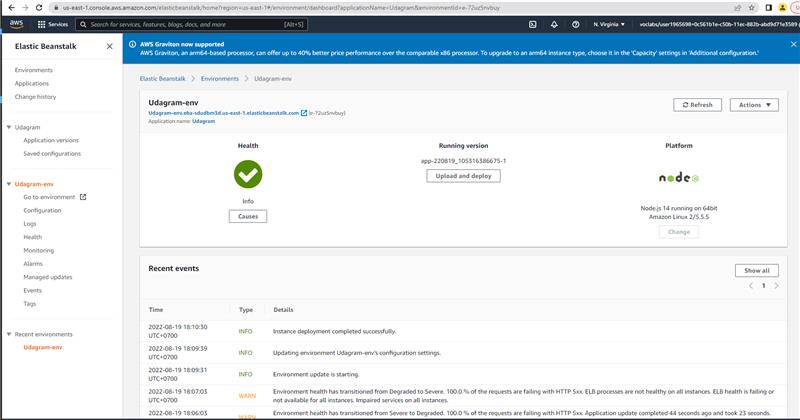 us-east-1.console.aws.amazon.com/elasticbeanstalk/home?region=us-east-1#/environment/dashboard?applicationName=Udagram&environmentId=e-72uz5nvbuy
aws
Services
Search for services, features, blogs, docs, and more
[Alt+S]
N. Virginia
Elastic Beanstalk
Environments
Applications
Change history
Udagram
Application versions
Saved configurations
Udagram-env
Go to environment
Configuration
Logs
Health
Monitoring
Alarms
Managed updates
Events
Tags
Recent environments
Udagram-env
AWS Graviton now supported
AWS Graviton, an arm64-based processor, can offer up to 40% better price performance over the comparable x86 processor. To upgrade to an arm64 instance type, choose it in the 'Capacity' settings in 'Additional configuration.'
Elastic Beanstalk > Environments > Udagram-env
Udagram-env
Udagram-env.eba-sdudbm3d.us-east-1.elasticbeanstalk.com (e-72uz5nvbuy)
Application name: Udagram
Refresh
Actions
Health
Info
Causes
Running version
app-220819_105316386675-1
Upload and deploy
Platform
node
Node.js 14 running on 64bit
Amazon Linux 2/5.5.5
Change
Recent events
Show all
1
Time Type Details
2022-08-19 18:10:30 UTC+0700 INFO Instance deployment completed successfully.
2022-08-19 18:09:39 UTC+0700 INFO Updating environment Udagram-env's configuration settings.
2022-08-19 18:09:31 UTC+0700 INFO Environment update is starting.
2022-08-19 18:07:03 UTC+0700 WARN Environment health has transitioned from Degraded to Severe. 100.0 % of the requests are failing with HTTP 5xx. ELB processes are not healthy on all instances. ELB health is failing or not available for all instances. Impaired services on all instances.
2022-08-19 18:06:03 WARN Environment health has transitioned from Severe to Degraded. 100.0 % of the requests are failing with HTTP 5xx. Application update completed 44 seconds ago and took 23 seconds.